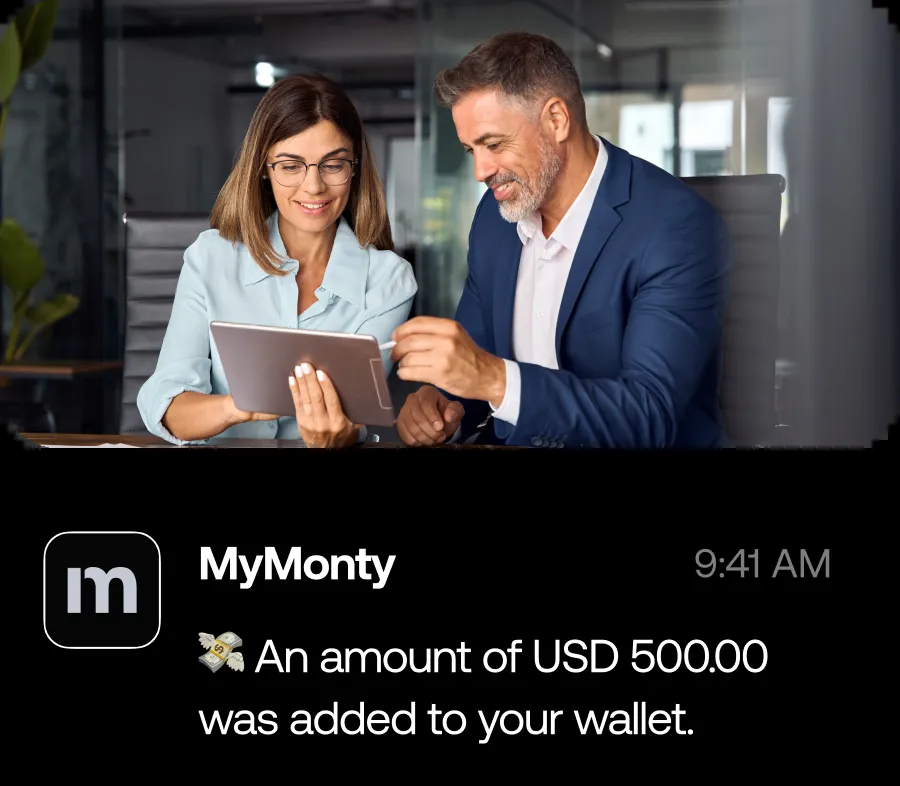 m
MyMonty
9:41 AM
💸 An amount of USD 500.00
was added to your wallet.